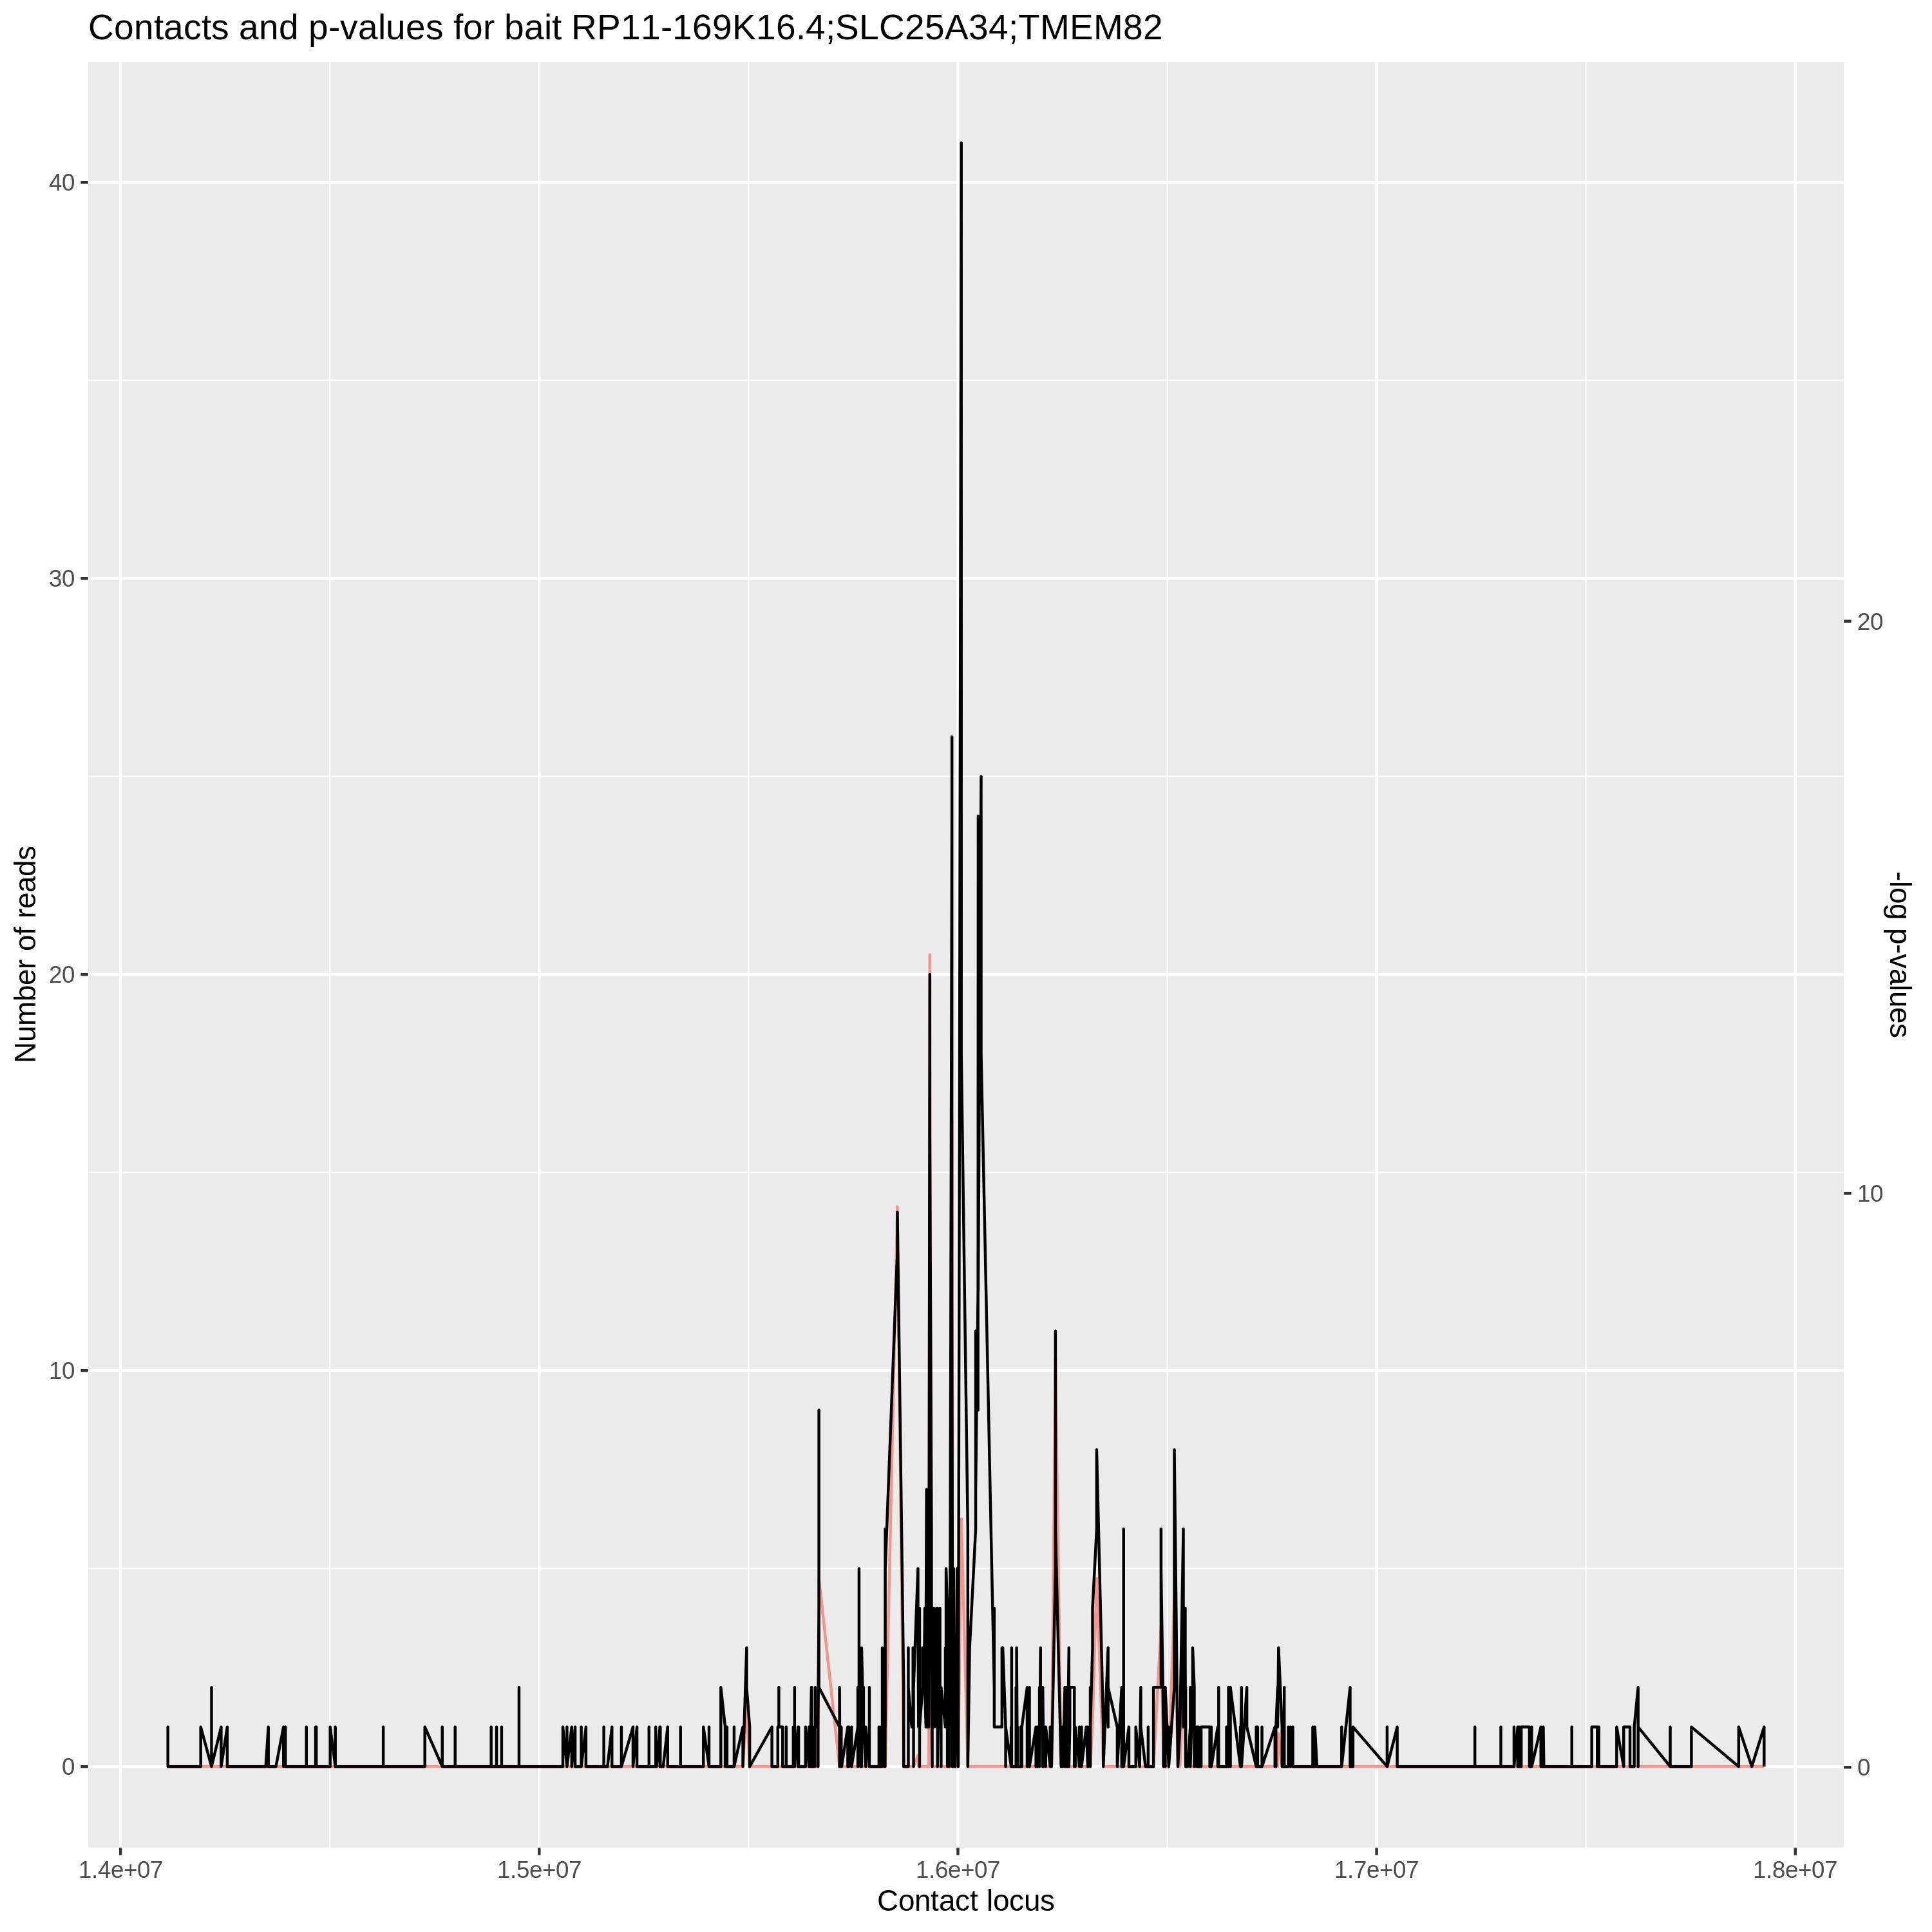 Contacts and p-values for bait RP11-169K16.4;SLC25A34;TMEM82
40
30
20
10
0
Number of reads
20
10
0
-log p-values
1.4e+07
1.5e+07
1.6e+07
1.7e+07
1.8e+07
Contact locus